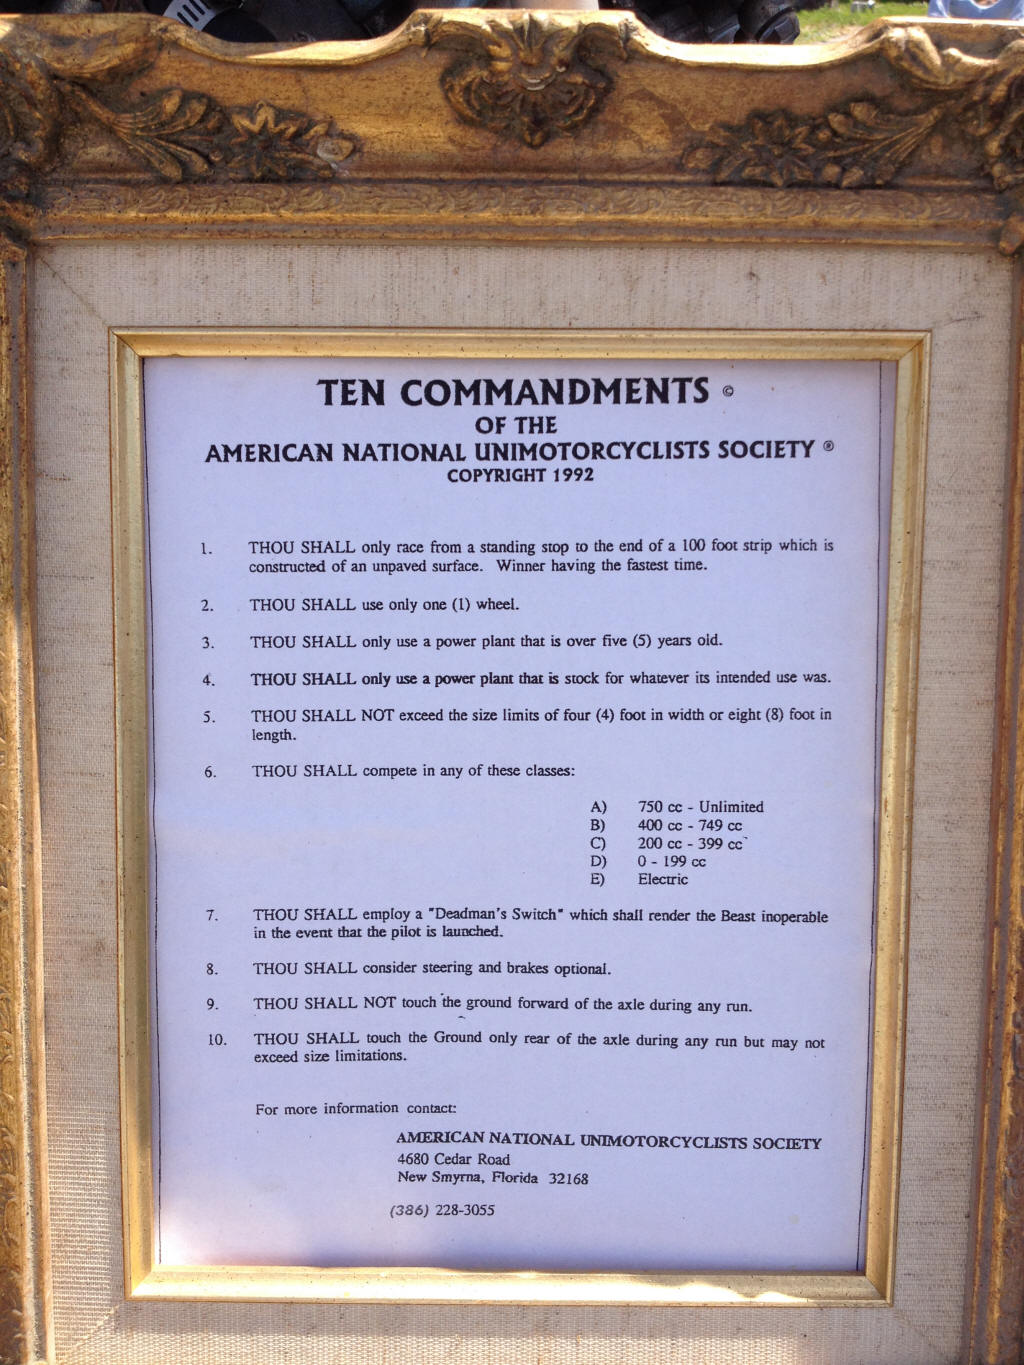 TEN COMMANDMENTS ©
OF THE
AMERICAN NATIONAL UNIMOTORCYCLISTS SOCIETY ®
COPYRIGHT 1992
1. THOU SHALL only race from a standing stop to the end of a 100 foot strip which is
constructed of an unpaved surface. Winner having the fastest time.
2. THOU SHALL use only one (1) wheel.
3. THOU SHALL only use a power plant that is over five (5) years old.
4. THOU SHALL only use a power plant that is stock for whatever its intended use was.
5. THOU SHALL NOT exceed the size limits of four (4) foot in width or eight (8) foot in
length.
6. THOU SHALL compete in any of these classes:
A) 750 cc - Unlimited
B) 400 cc - 749 cc
C) 200 cc - 399 cc
D) 0 - 199 cc
E) Electric
7. THOU SHALL employ a "Deadman's Switch" which shall render the Beast inoperable
in the event that the pilot is launched.
8. THOU SHALL consider steering and brakes optional.
9. THOU SHALL NOT touch the ground forward of the axle during any run.
10. THOU SHALL touch the Ground only rear of the axle during any run but may not
exceed size limitations.
For more information contact:
AMERICAN NATIONAL UNIMOTORCYCLISTS SOCIETY
4680 Cedar Road
New Smyrna, Florida 32168
(386) 228-3055